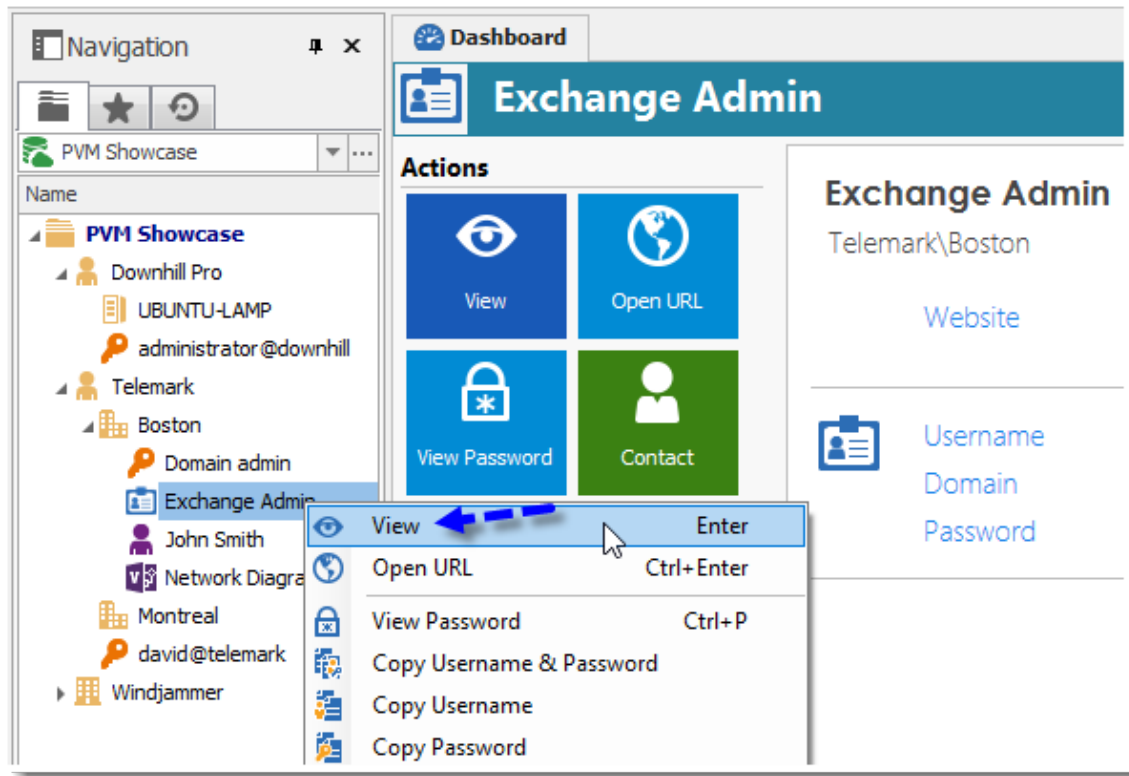 Navigation
PVM Showcase
Name
PVM Showcase
Downhill Pro
UBUNTU-LAMP
administrator@downhill
Telemark
Boston
Domain admin
Exchange Admin
John Smith
Network Diagra
Montreal
david@telemark
Windjammer
Dashboard
Exchange Admin
Actions
View
Open URL
View Password
Contact
Exchange Admin
Telemark\Boston
Website
Username
Domain
Password
View Enter
Open URL Ctrl+Enter
View Password Ctrl+P
Copy Username & Password
Copy Username
Copy Password